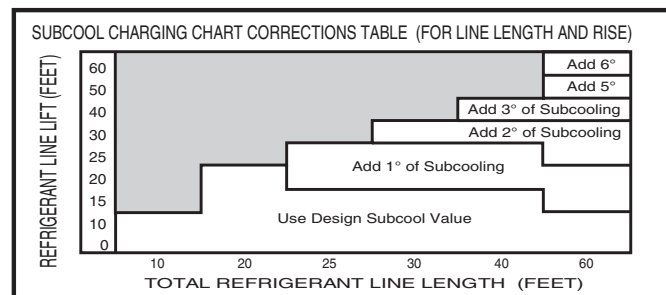 SUBCOOL CHARGING CHART CORRECTIONS TABLE (FOR LINE LENGTH AND RISE)
REFRIGERANT LINE LIFT (FEET)
60
50
40
30
25
20
15
10
0
Add 6°
Add 5°
Add 3° of Subcooling
Add 2° of Subcooling
Add 1° of Subcooling
Use Design Subcool Value
10 20 25 30 40 60
TOTAL REFRIGERANT LINE LENGTH (FEET)